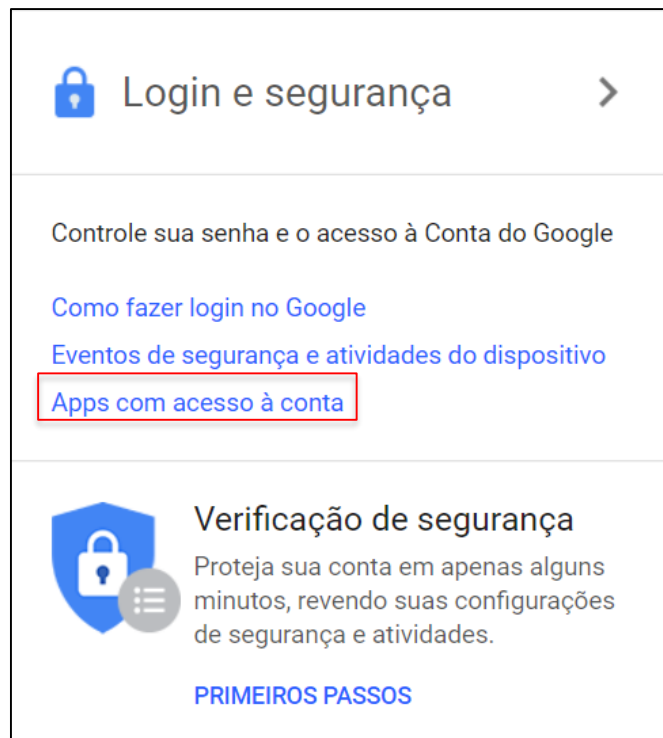 Login e segurança
Controle sua senha e o acesso à Conta do Google
Como fazer login no Google
Eventos de segurança e atividades do dispositivo
Apps com acesso à conta
Verificação de segurança
Proteja sua conta em apenas alguns
minutos, revendo suas configurações
de segurança e atividades.
PRIMEIROS PASSOS